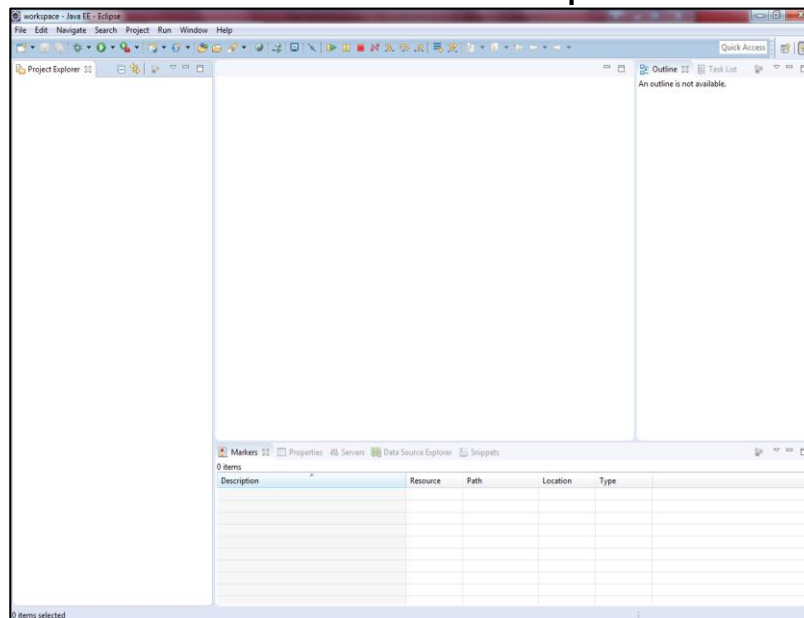 workspace - Java EE - Eclipse
File Edit Navigate Search Project Run Window Help
Quick Access
Project Explorer
Outline Task List
An outline is not available.
Markers Properties Servers Data Source Explorer Snippets
0 items
Description Resource Path Location Type
0 items selected